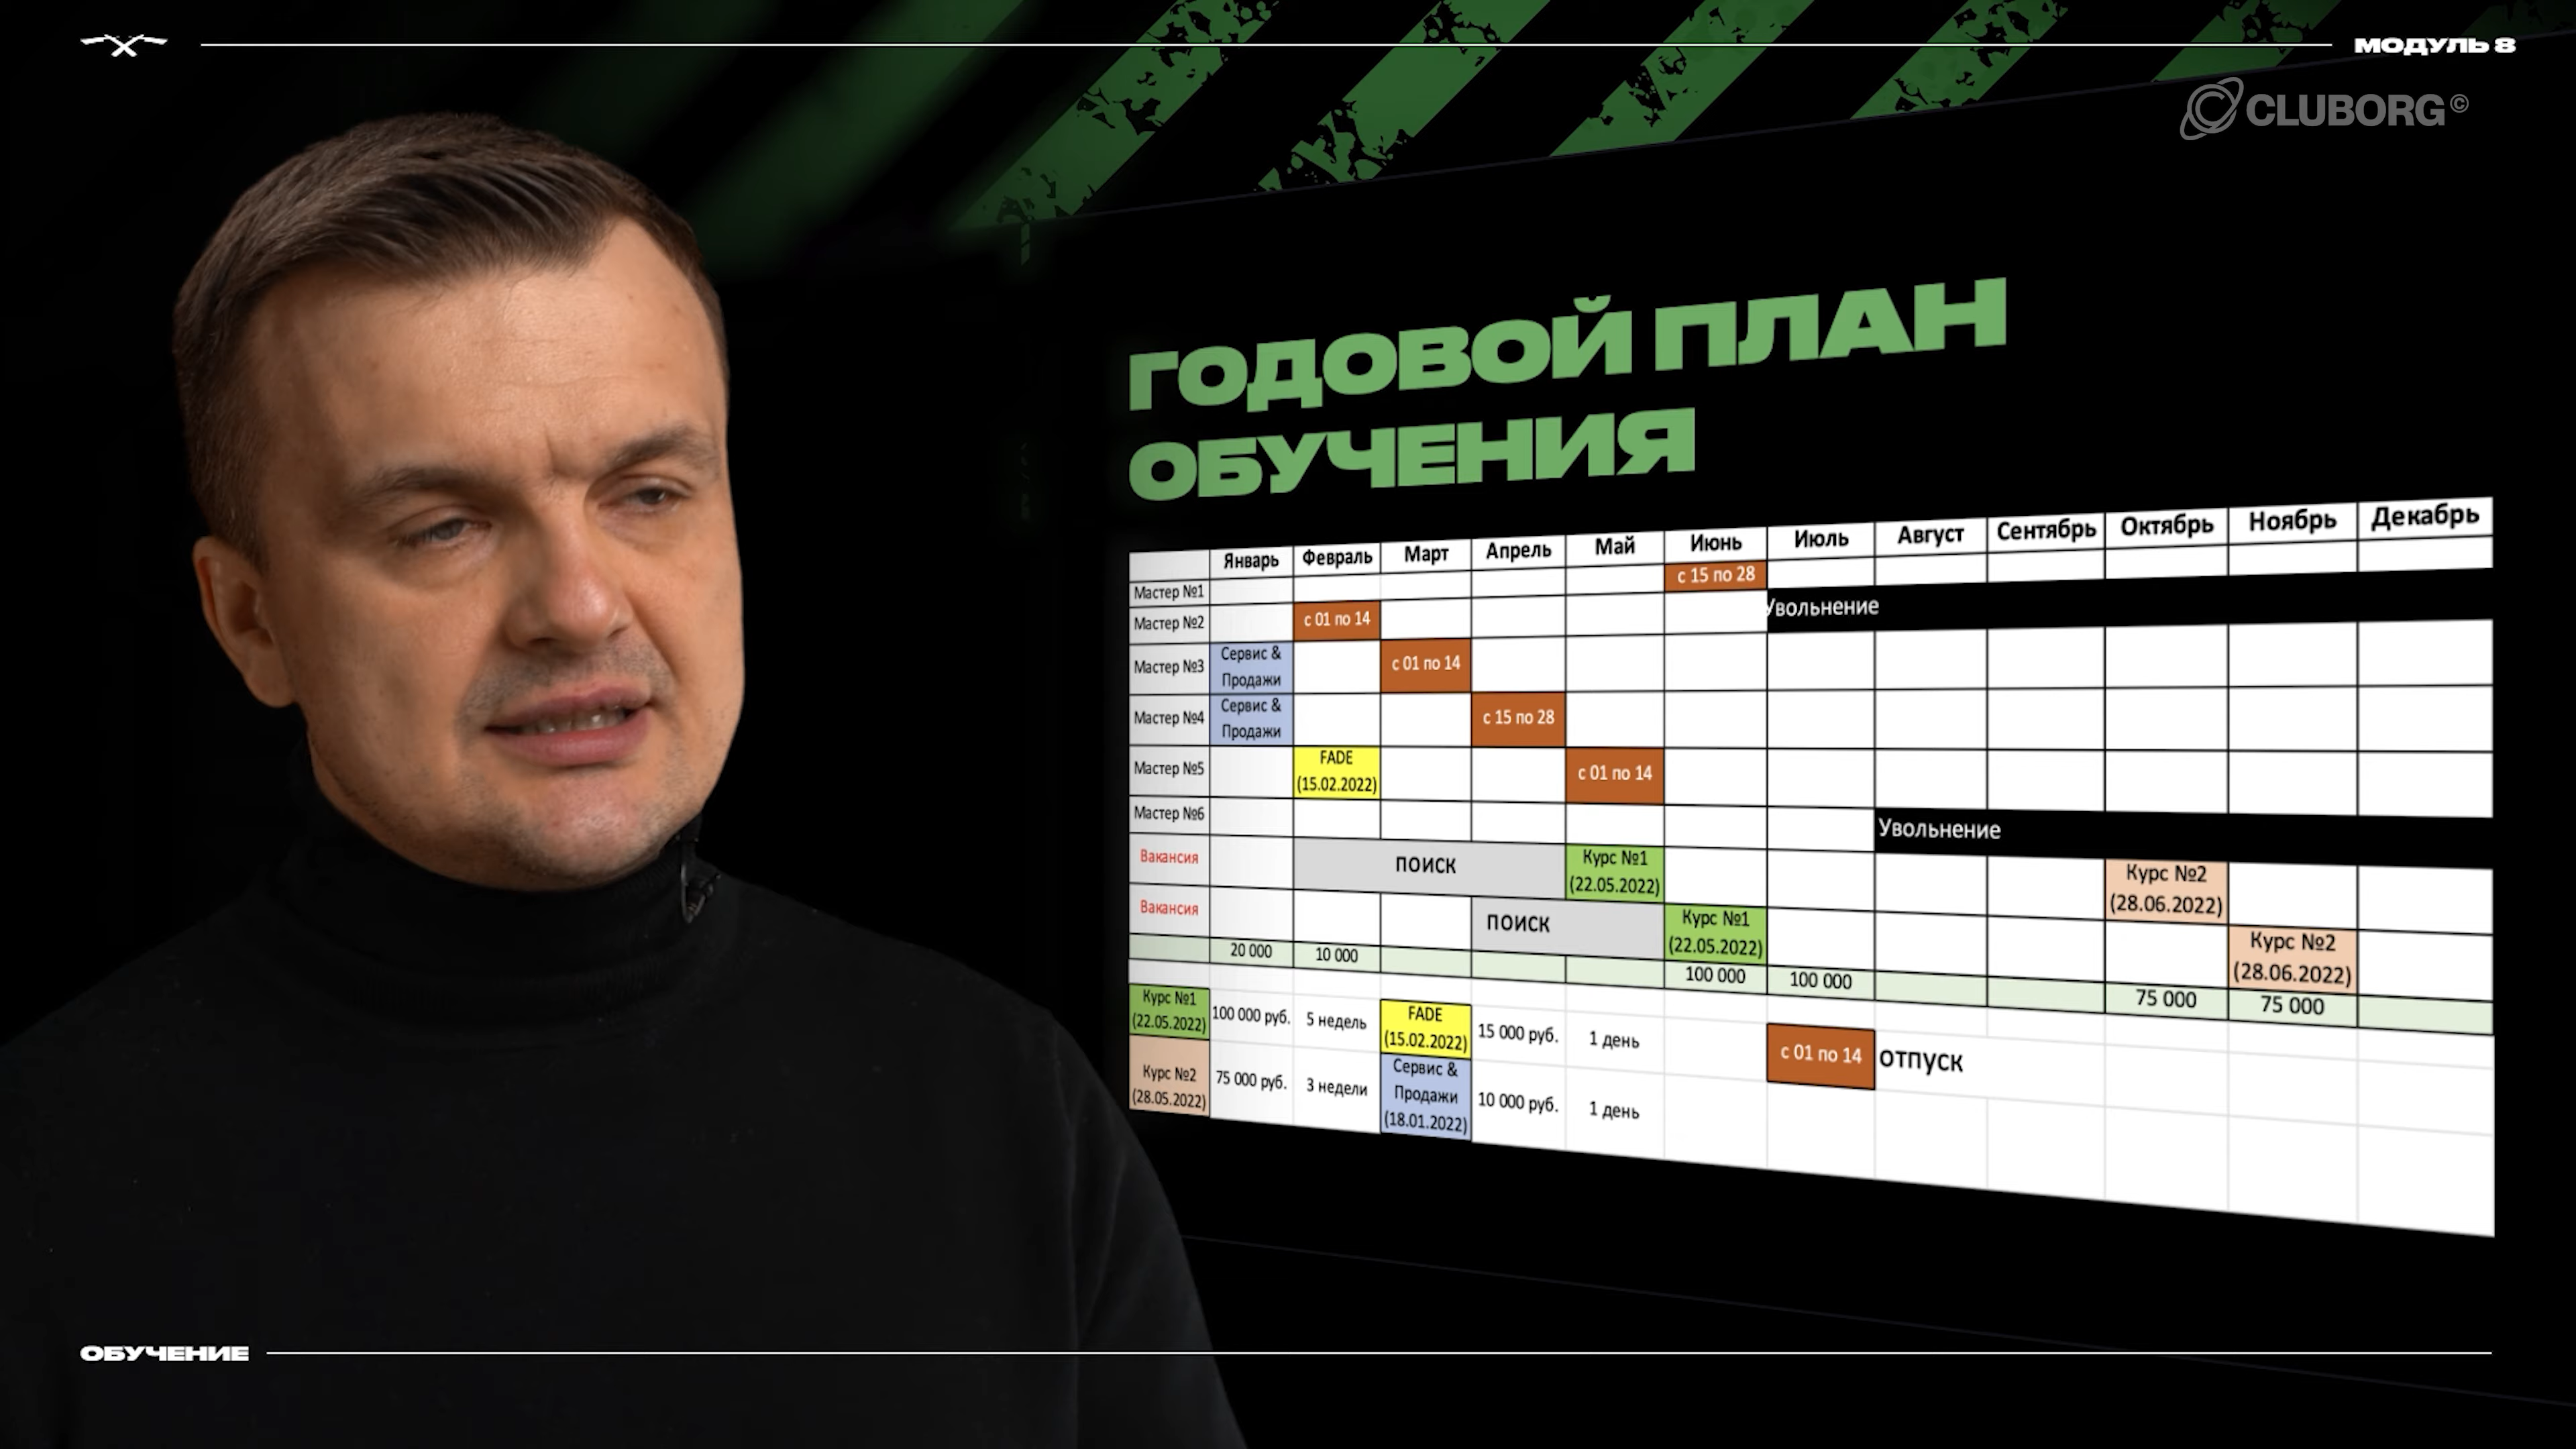 МОДУЛЬ 8
CLUBORG©
ГОДОВОЙ ПЛАН
ОБУЧЕНИЯ
Январь Февраль Март Апрель Май Июнь Июль Август Сентябрь Октябрь Ноябрь Декабрь
Мастер №1 с 15 по 28
Мастер №2 с 01 по 14 Увольнение
Мастер №3 Сервис & Продажи с 01 по 14
Мастер №4 Сервис & Продажи с 15 по 28
Мастер №5 FADE (15.02.2022) с 01 по 14
Мастер №6 Увольнение
Вакансия ПОИСК Курс №1 (22.05.2022) Курс №2 (28.06.2022)
Вакансия ПОИСК Курс №1 (22.05.2022) Курс №2 (28.06.2022)
20 000 10 000 100 000 100 000 75 000 75 000
Курс №1 (22.05.2022) 100 000 руб. 5 недель FADE (15.02.2022) 15 000 руб. 1 день с 01 по 14 ОТПУСК
Курс №2 (28.05.2022) 75 000 руб. 3 недели Сервис & Продажи (18.01.2022) 10 000 руб. 1 день
ОБУЧЕНИЕ